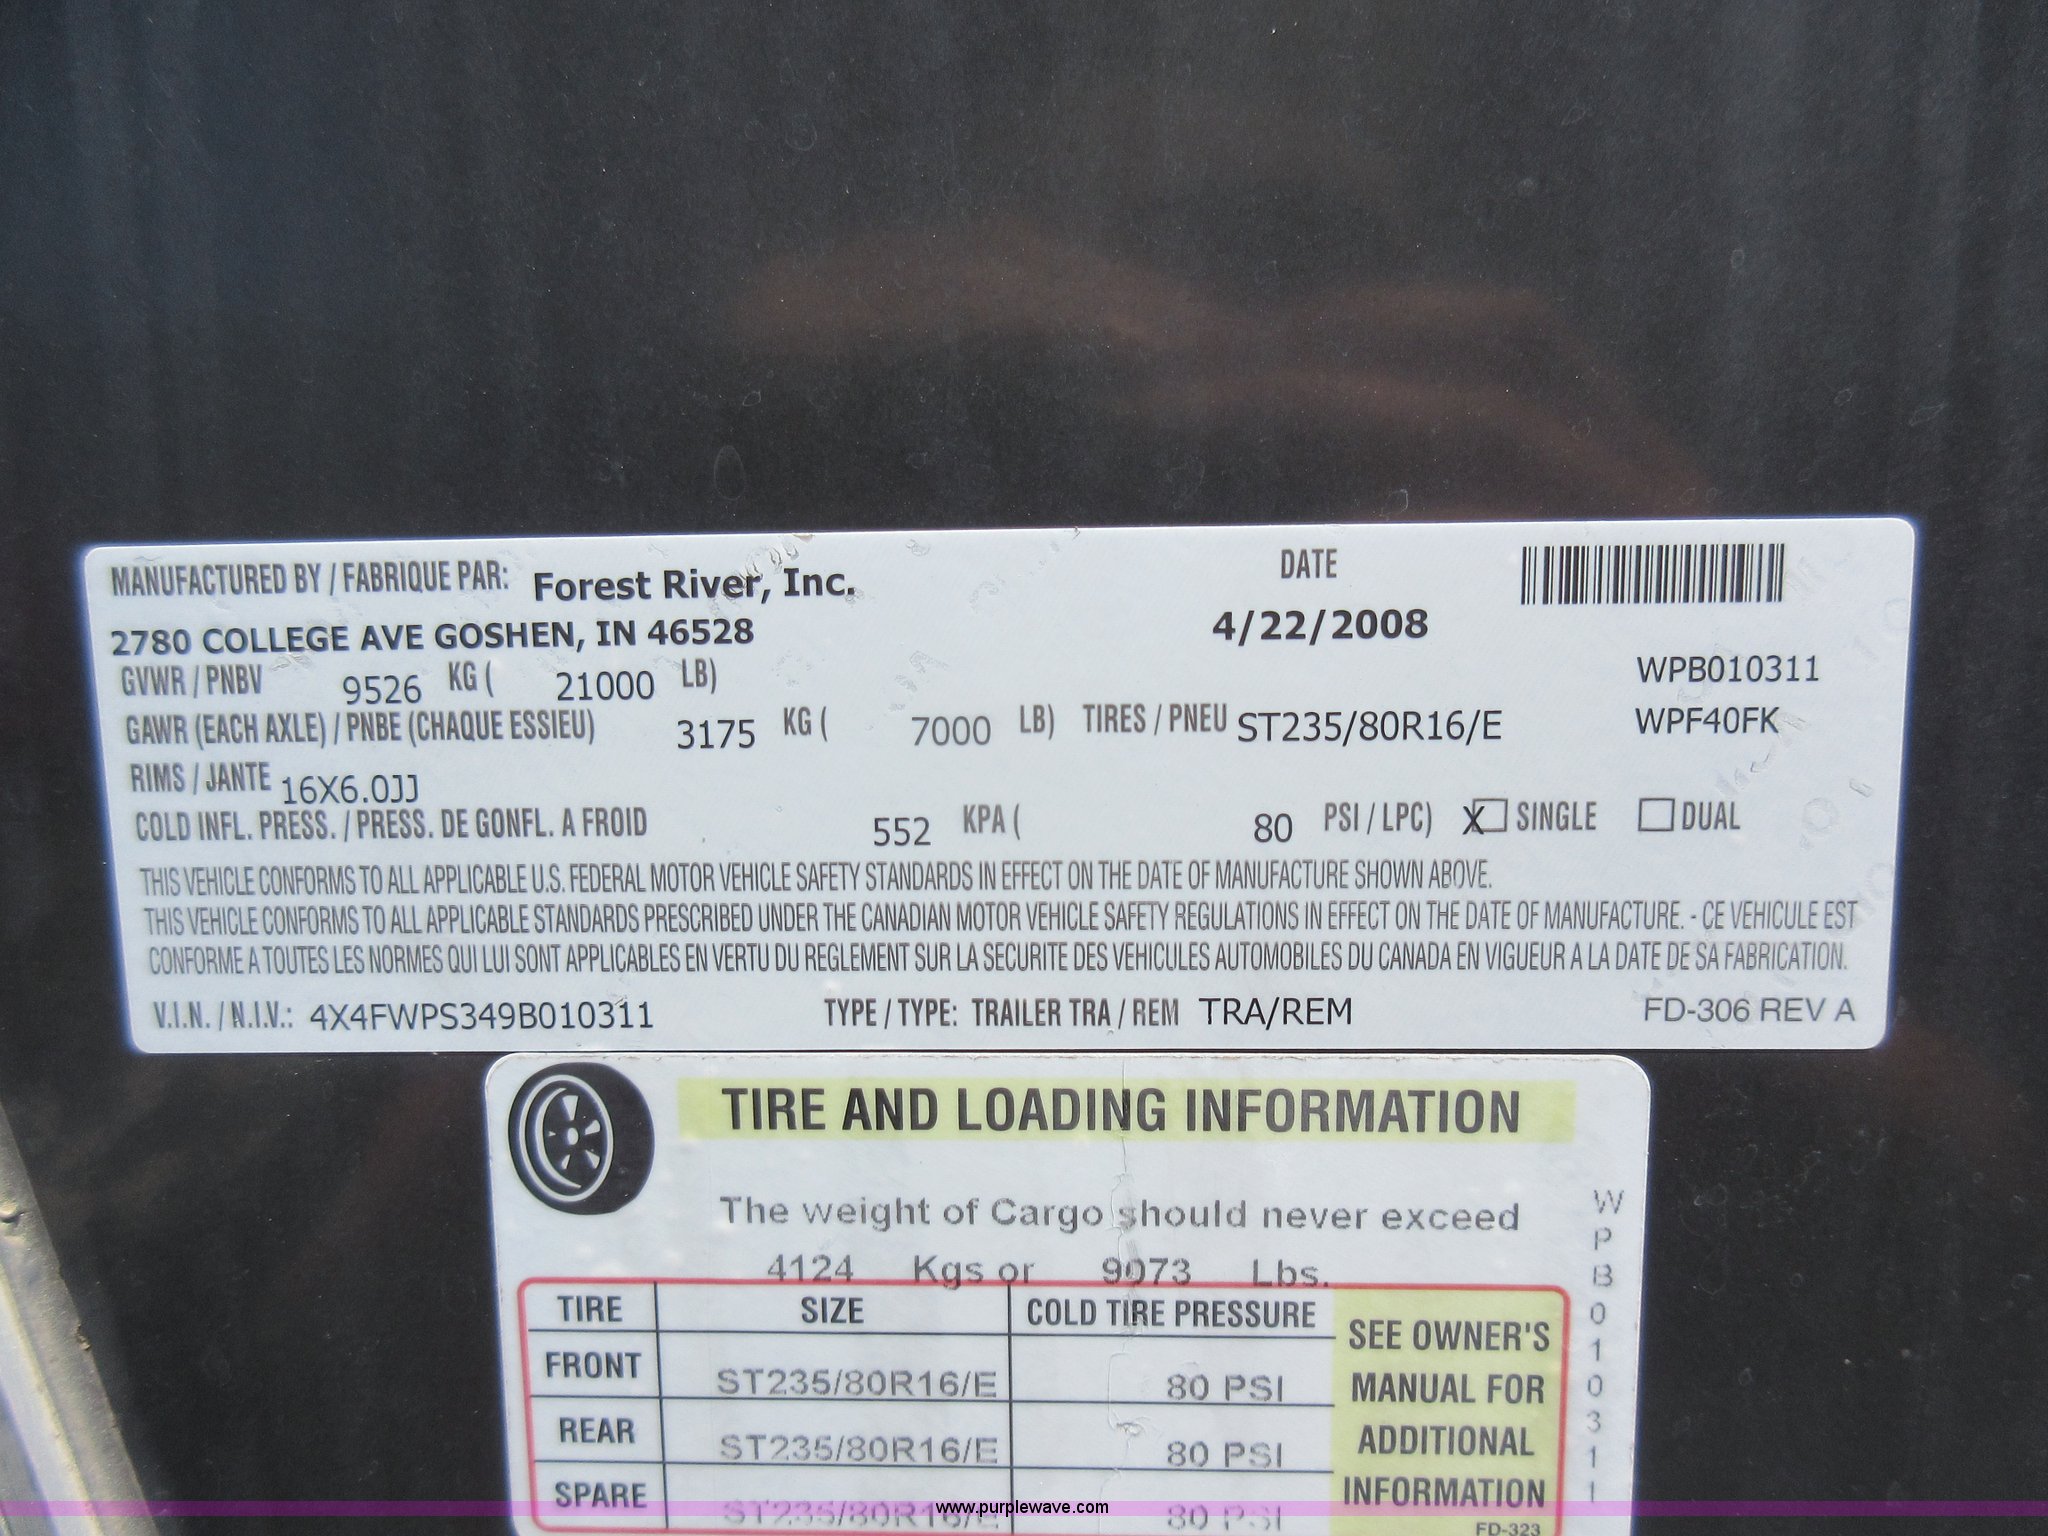 MANUFACTURED BY / FABRIQUE PAR: Forest River, Inc. DATE
2780 COLLEGE AVE GOSHEN, IN 46528 4/22/2008
GVWR / PNBV 9526 KG ( 21000 LB) WPB010311
GAWR (EACH AXLE) / PNBE (CHAQUE ESSIEU) 3175 KG ( 7000 LB) TIRES / PNEU ST235/80R16/E WPF40FK
RIMS / JANTE 16X6.0JJ
COLD INFL. PRESS. / PRESS. DE GONFL. A FROID 552 KPA ( 80 PSI / LPC) X SINGLE DUAL
THIS VEHICLE CONFORMS TO ALL APPLICABLE U.S. FEDERAL MOTOR VEHICLE SAFETY STANDARDS IN EFFECT ON THE DATE OF MANUFACTURE SHOWN ABOVE.
THIS VEHICLE CONFORMS TO ALL APPLICABLE STANDARDS PRESCRIBED UNDER THE CANADIAN MOTOR VEHICLE SAFETY REGULATIONS IN EFFECT ON THE DATE OF MANUFACTURE. - CE VEHICULE EST
CONFORME A TOUTES LES NORMES QUI LUI SONT APPLICABLES EN VERTU DU REGLEMENT SUR LA SECURITE DES VEHICULES AUTOMOBILES DU CANADA EN VIGUEUR A LA DATE DE SA FABRICATION.
V.I.N. / N.I.V.: 4X4FWPS349B010311 TYPE / TYPE: TRAILER TRA / REM TRA/REM FD-306 REV A
TIRE AND LOADING INFORMATION
The weight of Cargo should never exceed
4124 Kgs or 9073 Lbs.
TIRE SIZE COLD TIRE PRESSURE
FRONT ST235/80R16/E 80 PSI
REAR ST235/80R16/E 80 PSI
SPARE ST235/80R16/E 80 PSI
SEE OWNER'S
MANUAL FOR
ADDITIONAL
INFORMATION
FD-323
WPB010311
www.purplewave.com